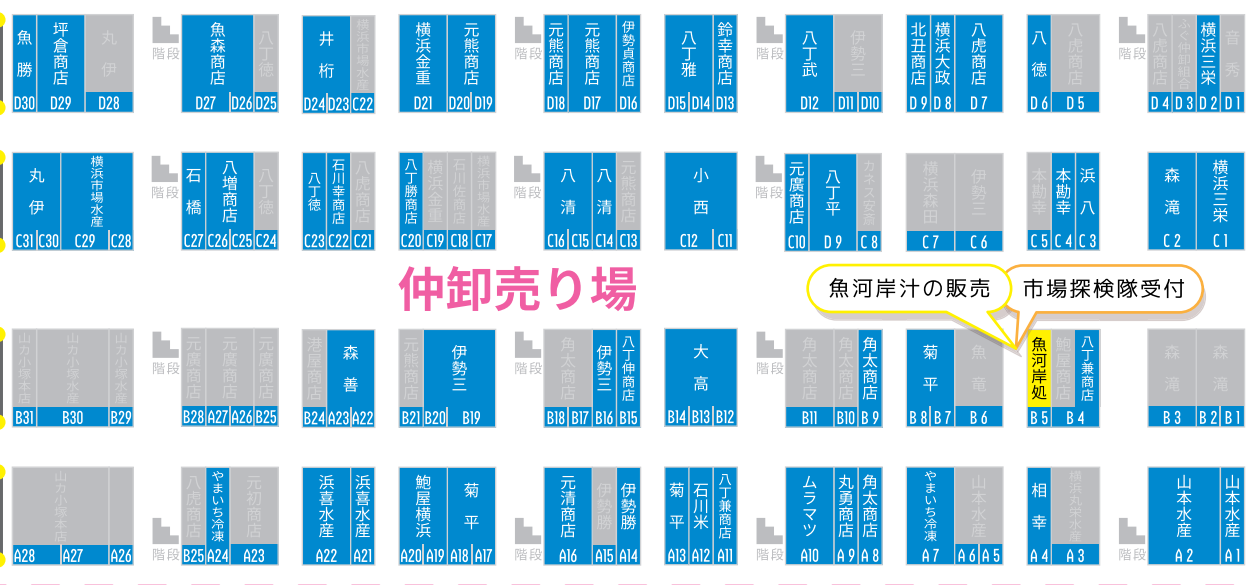 魚勝 坪倉商店 丸伊 階段 魚森商店 八丁徳 井桁 横浜市場水産 横浜金重 元熊商店 階段 元熊商店 元熊商店 伊勢貞商店 八丁雅 鈴幸商店 階段 八丁武 伊勢三 北丑商店 横浜大政 八虎商店 八徳 八虎商店 階段 八虎商店 ふぐ仲卸組合 横浜三栄 音秀
D30 D29 D28 D27 D26 D25 D24 D23 C22 D21 D20 D19 D18 D17 D16 D15 D14 D13 D12 D11 D10 D9 D8 D7 D6 D5 D4 D3 D2 D1
丸伊 横浜市場水産 階段 石橋 八増商店 八丁徳 八丁徳 石川幸商店 八虎商店 八丁勝商店 横浜金重 石川佐商店 横浜市場水産 階段 八清 八清 元熊商店 小西 階段 元廣商店 八丁平 カネス安斎 横浜森田 伊勢三 本勘幸 本勘幸 浜八 森滝 横浜三栄
C31 C30 C29 C28 C27 C26 C25 C24 C23 C22 C21 C20 C19 C18 C17 C16 C15 C14 C13 C12 C11 C10 D9 C8 C7 C6 C5 C4 C3 C2 C1
仲卸売り場
魚河岸汁の販売 市場探検隊受付
山カ小塚本店 山カ小塚水産 山カ小塚水産 階段 元廣商店 元廣商店 廣商店 港屋商店 森善 元熊商店 伊勢三 階段 角太商店 伊勢三 八丁伸商店 大高 階段 角太商店 角太商店 角太商店 菊平 魚竜 魚河岸処 鮑屋商店 八丁兼商店 森滝 森滝
B31 B30 B29 B28 A27 A26 B25 B24 A23 A22 B21 B20 B19 B18 B17 B16 B15 B14 B13 B12 B11 B10 B9 B8 B7 B6 B5 B4 B3 B2 B1
山カ小塚本店 階段 八虎商店 やまいち冷凍 元初商店 浜喜水産 浜喜水産 鮑屋横浜 菊平 階段 元清商店 伊勢勝 伊勢勝 菊平 石川米 八丁兼商店 階段 ムラマツ 丸勇商店 角太商店 やまいち冷凍 山本水産 相幸 横浜丸栄水産 階段 山本水産 山本水産
A28 A27 A26 B25 A24 A23 A22 A21 A20 A19 A18 A17 A16 A15 A14 A13 A12 A11 A10 A9 A8 A7 A6 A5 A4 A3 A2 A1